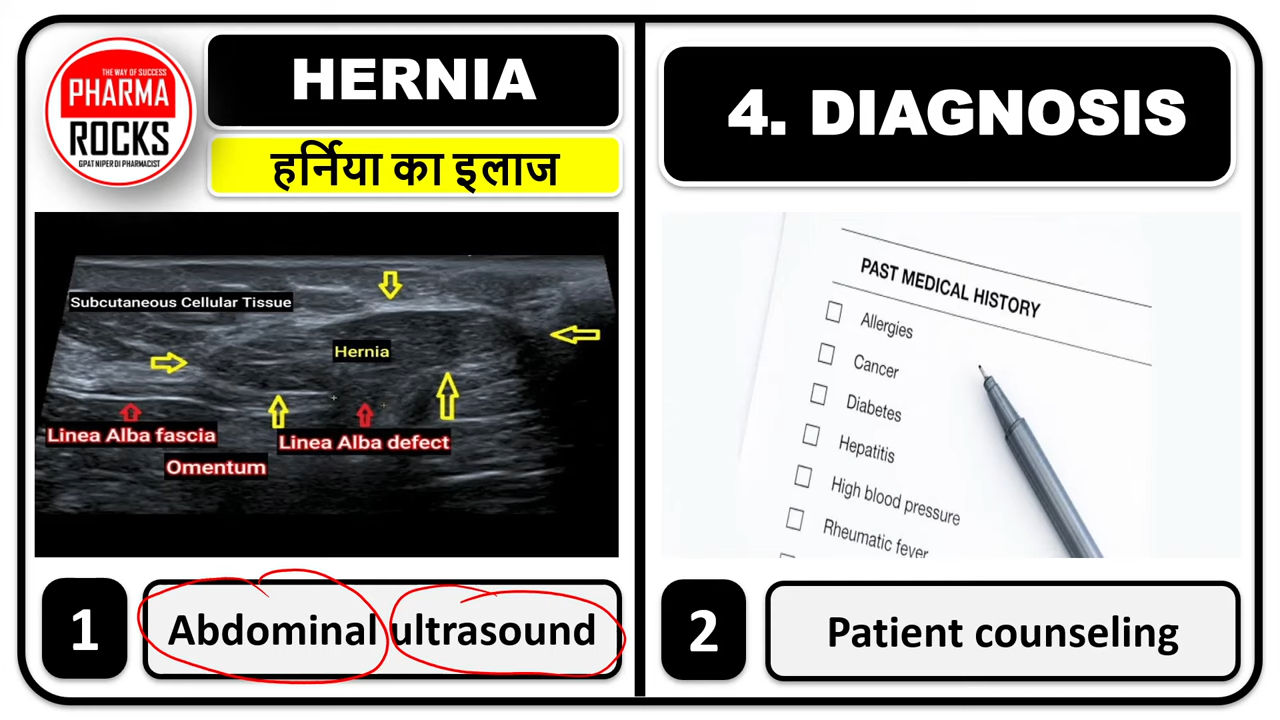 THE WAY OF SUCCESS
PHARMA
ROCKS
GPAT NIPER DI PHARMACIST
HERNIA
हर्निया का इलाज
4. DIAGNOSIS
Subcutaneous Cellular Tissue
Hernia
Linea Alba fascia
Linea Alba defect
Omentum
PAST MEDICAL HISTORY
Allergies
Cancer
Diabetes
Hepatitis
High blood pressure
Rheumatic fever
1
Abdominal ultrasound
2
Patient counseling